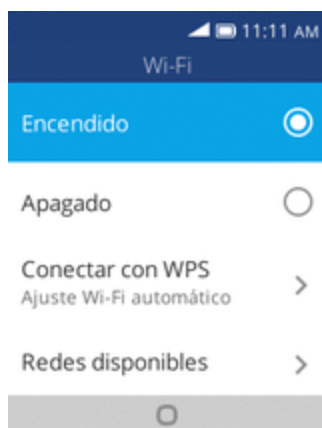 11:11 AM
Wi-Fi
Encendido
Apagado
Conectar con WPS
Ajuste Wi-Fi automático
Redes disponibles